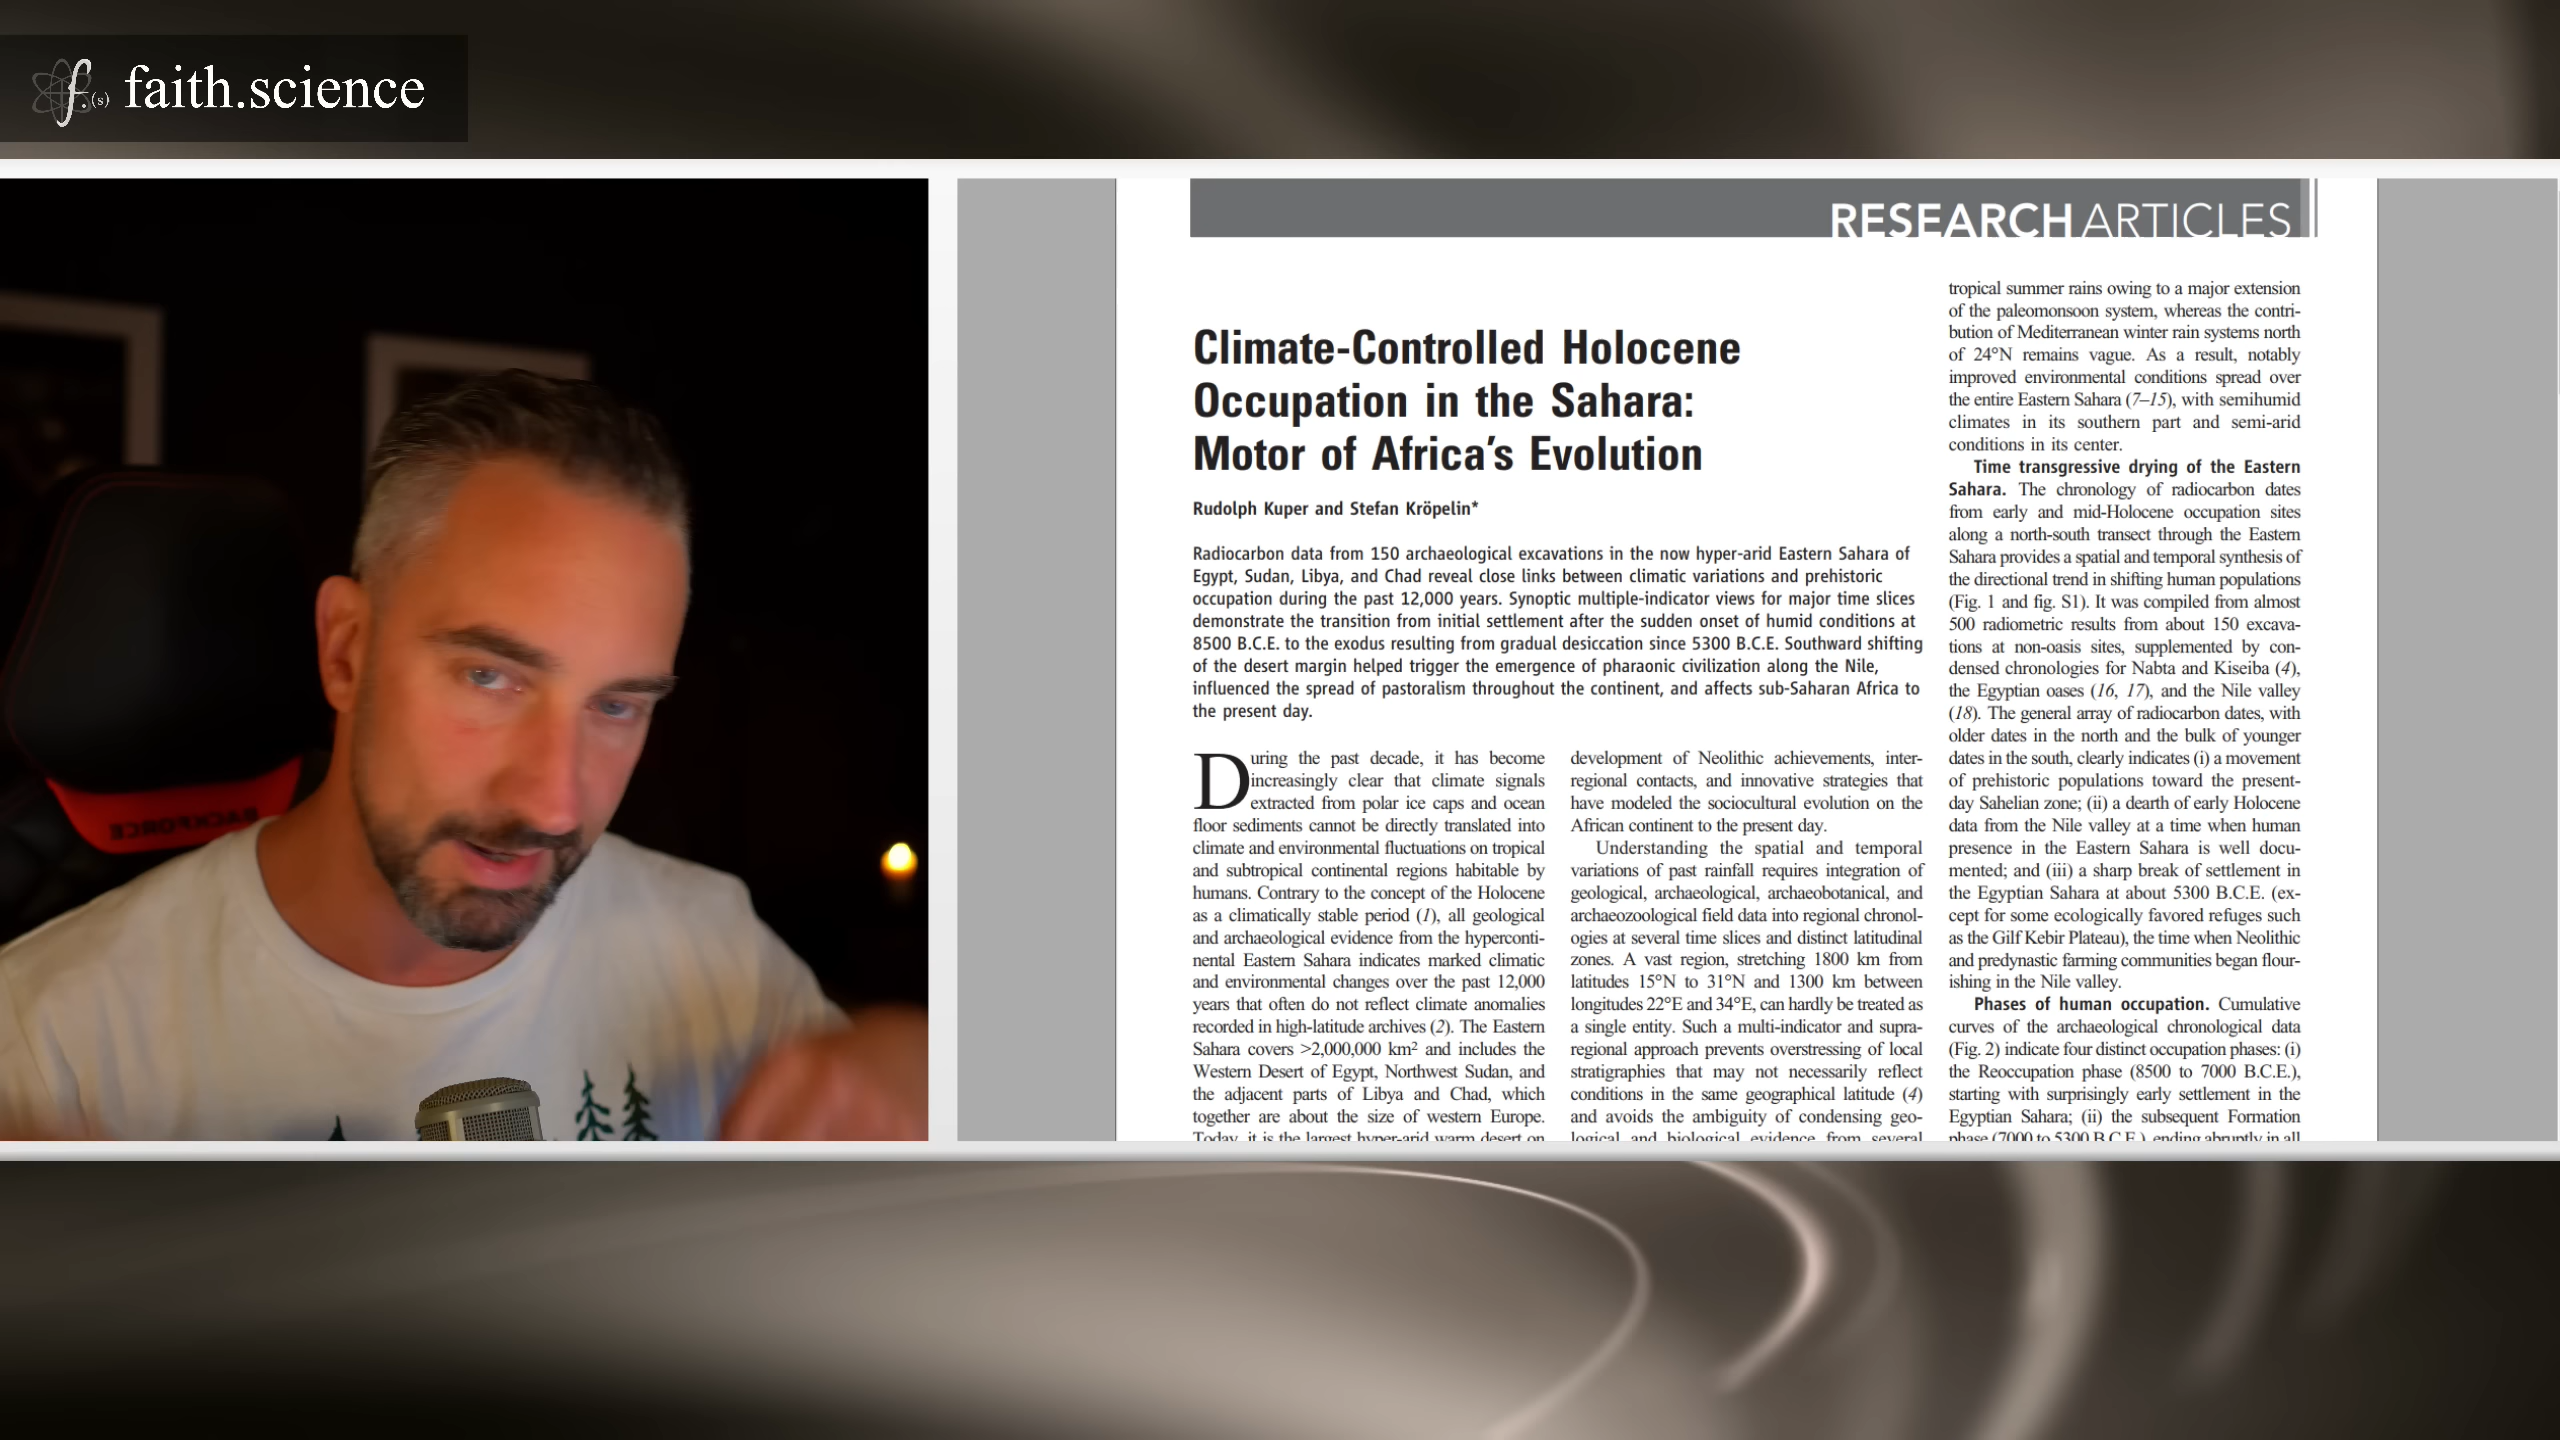 f.(s) faith.science
BACKFORCE
RESEARCH ARTICLES
Climate-Controlled Holocene
Occupation in the Sahara:
Motor of Africa's Evolution
Rudolph Kuper and Stefan Kröpelin*
Radiocarbon data from 150 archaeological excavations in the now hyper-arid Eastern Sahara of
Egypt, Sudan, Libya, and Chad reveal close links between climatic variations and prehistoric
occupation during the past 12,000 years. Synoptic multiple-indicator views for major time slices
demonstrate the transition from initial settlement after the sudden onset of humid conditions at
8500 B.C.E. to the exodus resulting from gradual desiccation since 5300 B.C.E. Southward shifting
of the desert margin helped trigger the emergence of pharaonic civilization along the Nile,
influenced the spread of pastoralism throughout the continent, and affects sub-Saharan Africa to
the present day.
During the past decade, it has become
increasingly clear that climate signals
extracted from polar ice caps and ocean
floor sediments cannot be directly translated into
climate and environmental fluctuations on tropical
and subtropical continental regions habitable by
humans. Contrary to the concept of the Holocene
as a climatically stable period (1), all geological
and archaeological evidence from the hyperconti-
nental Eastern Sahara indicates marked climatic
and environmental changes over the past 12,000
years that often do not reflect climate anomalies
recorded in high-latitude archives (2). The Eastern
Sahara covers >2,000,000 km² and includes the
Western Desert of Egypt, Northwest Sudan, and
the adjacent parts of Libya and Chad, which
together are about the size of western Europe.
Today, it is the largest hyper-arid warm desert on
development of Neolithic achievements, inter-
regional contacts, and innovative strategies that
have modeled the sociocultural evolution on the
African continent to the present day.
Understanding the spatial and temporal
variations of past rainfall requires integration of
geological, archaeological, archaeobotanical, and
archaeozoological field data into regional chronol-
ogies at several time slices and distinct latitudinal
zones. A vast region, stretching 1800 km from
latitudes 15°N to 31°N and 1300 km between
longitudes 22°E and 34°E, can hardly be treated as
a single entity. Such a multi-indicator and supra-
regional approach prevents overstressing of local
stratigraphies that may not necessarily reflect
conditions in the same geographical latitude (4)
and avoids the ambiguity of condensing geo-
logical and biological evidence from several
tropical summer rains owing to a major extension
of the paleomonsoon system, whereas the contri-
bution of Mediterranean winter rain systems north
of 24°N remains vague. As a result, notably
improved environmental conditions spread over
the entire Eastern Sahara (7–15), with semihumid
climates in its southern part and semi-arid
conditions in its center.
Time transgressive drying of the Eastern
Sahara. The chronology of radiocarbon dates
from early and mid-Holocene occupation sites
along a north-south transect through the Eastern
Sahara provides a spatial and temporal synthesis of
the directional trend in shifting human populations
(Fig. 1 and fig. S1). It was compiled from almost
500 radiometric results from about 150 excava-
tions at non-oasis sites, supplemented by con-
densed chronologies for Nabta and Kiseiba (4),
the Egyptian oases (16, 17), and the Nile valley
(18). The general array of radiocarbon dates, with
older dates in the north and the bulk of younger
dates in the south, clearly indicates (i) a movement
of prehistoric populations toward the present-
day Sahelian zone; (ii) a dearth of early Holocene
data from the Nile valley at a time when human
presence in the Eastern Sahara is well docu-
mented; and (iii) a sharp break of settlement in
the Egyptian Sahara at about 5300 B.C.E. (ex-
cept for some ecologically favored refuges such
as the Gilf Kebir Plateau), the time when Neolithic
and predynastic farming communities began flour-
ishing in the Nile valley.
Phases of human occupation. Cumulative
curves of the archaeological chronological data
(Fig. 2) indicate four distinct occupation phases: (i)
the Reoccupation phase (8500 to 7000 B.C.E.),
starting with surprisingly early settlement in the
Egyptian Sahara; (ii) the subsequent Formation
phase (7000 to 5300 B.C.E.), ending abruptly in all